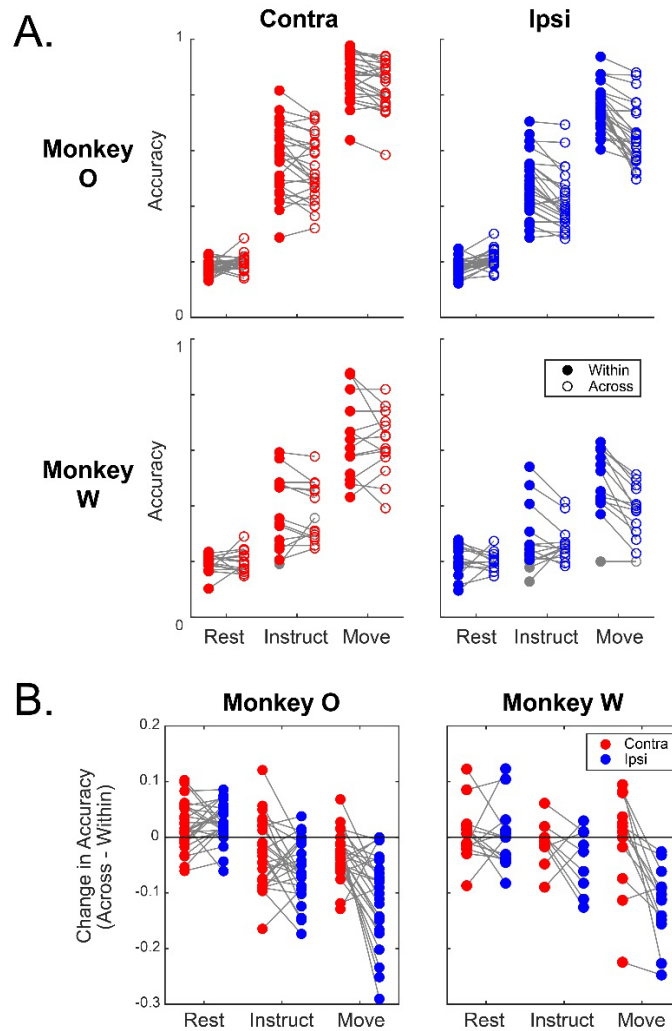 A.
Contra
Ipsi
Monkey
O
Accuracy
1
0
Monkey
W
Accuracy
1
0
Within
Across
Rest Instruct Move
Rest Instruct Move
B.
Monkey O
Monkey W
Change in Accuracy
(Across - Within)
0.2
0.1
0
-0.1
-0.2
-0.3
Contra
Ipsi
Rest Instruct Move
Rest Instruct Move